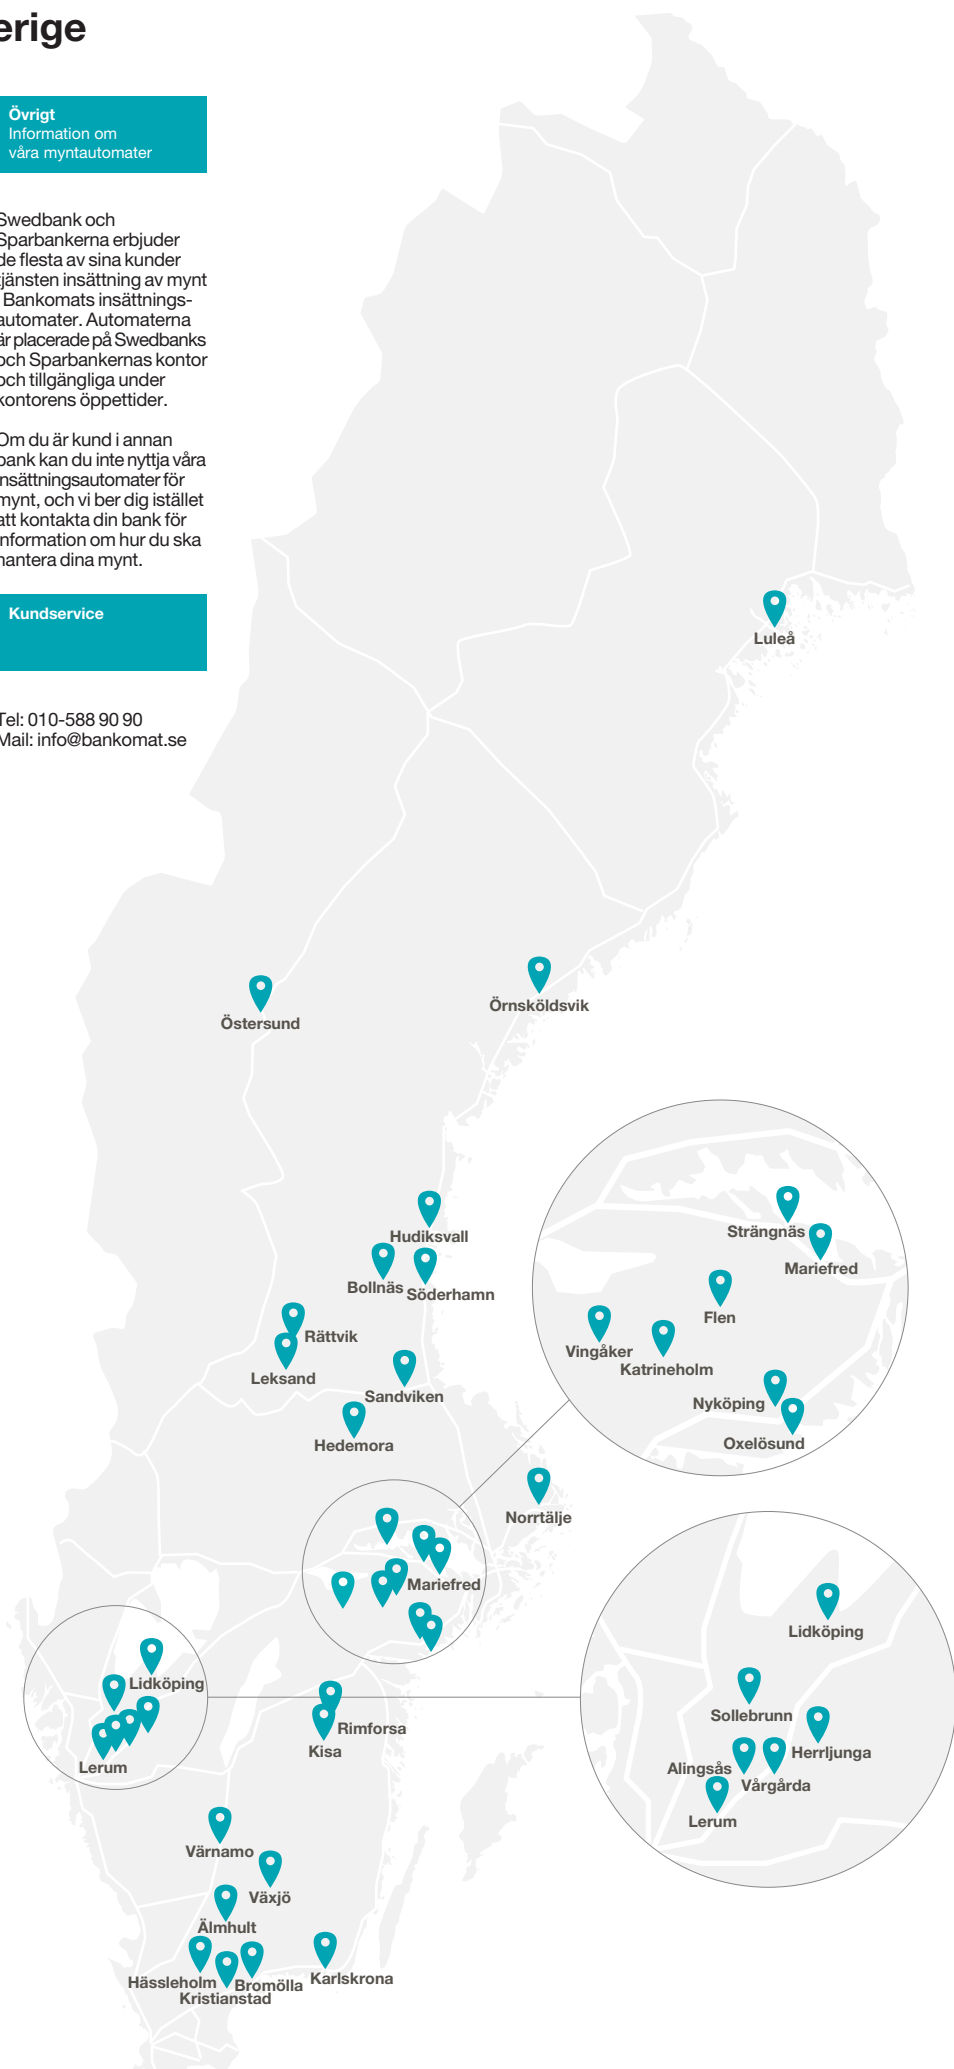 erige
Övrigt
Information om
våra myntautomater
Swedbank och
Sparbankerna erbjuder
de flesta av sina kunder
tjänsten insättning av mynt
Bankomats insättnings-
automater. Automaterna
är placerade på Swedbanks
och Sparbankernas kontor
och tillgängliga under
kontorens öppettider.
Om du är kund i annan
bank kan du inte nyttja våra
insättningsautomater för
mynt, och vi ber dig istället
att kontakta din bank för
information om hur du ska
hantera dina mynt.
Kundservice
Tel: 010-588 90 90
Mail: info@bankomat.se
Luleå
Örnsköldsvik
Östersund
Hudiksvall
Bollnäs
Söderhamn
Rättvik
Leksand
Sandviken
Hedemora
Norrtälje
Mariefred
Strängnäs
Mariefred
Flen
Vingåker
Katrineholm
Nyköping
Oxelösund
Lidköping
Lerum
Rimforsa
Kisa
Lidköping
Sollebrunn
Herrljunga
Alingsås
Vårgårda
Lerum
Värnamo
Växjö
Älmhult
Hässleholm
Kristianstad
Bromölla
Karlskrona